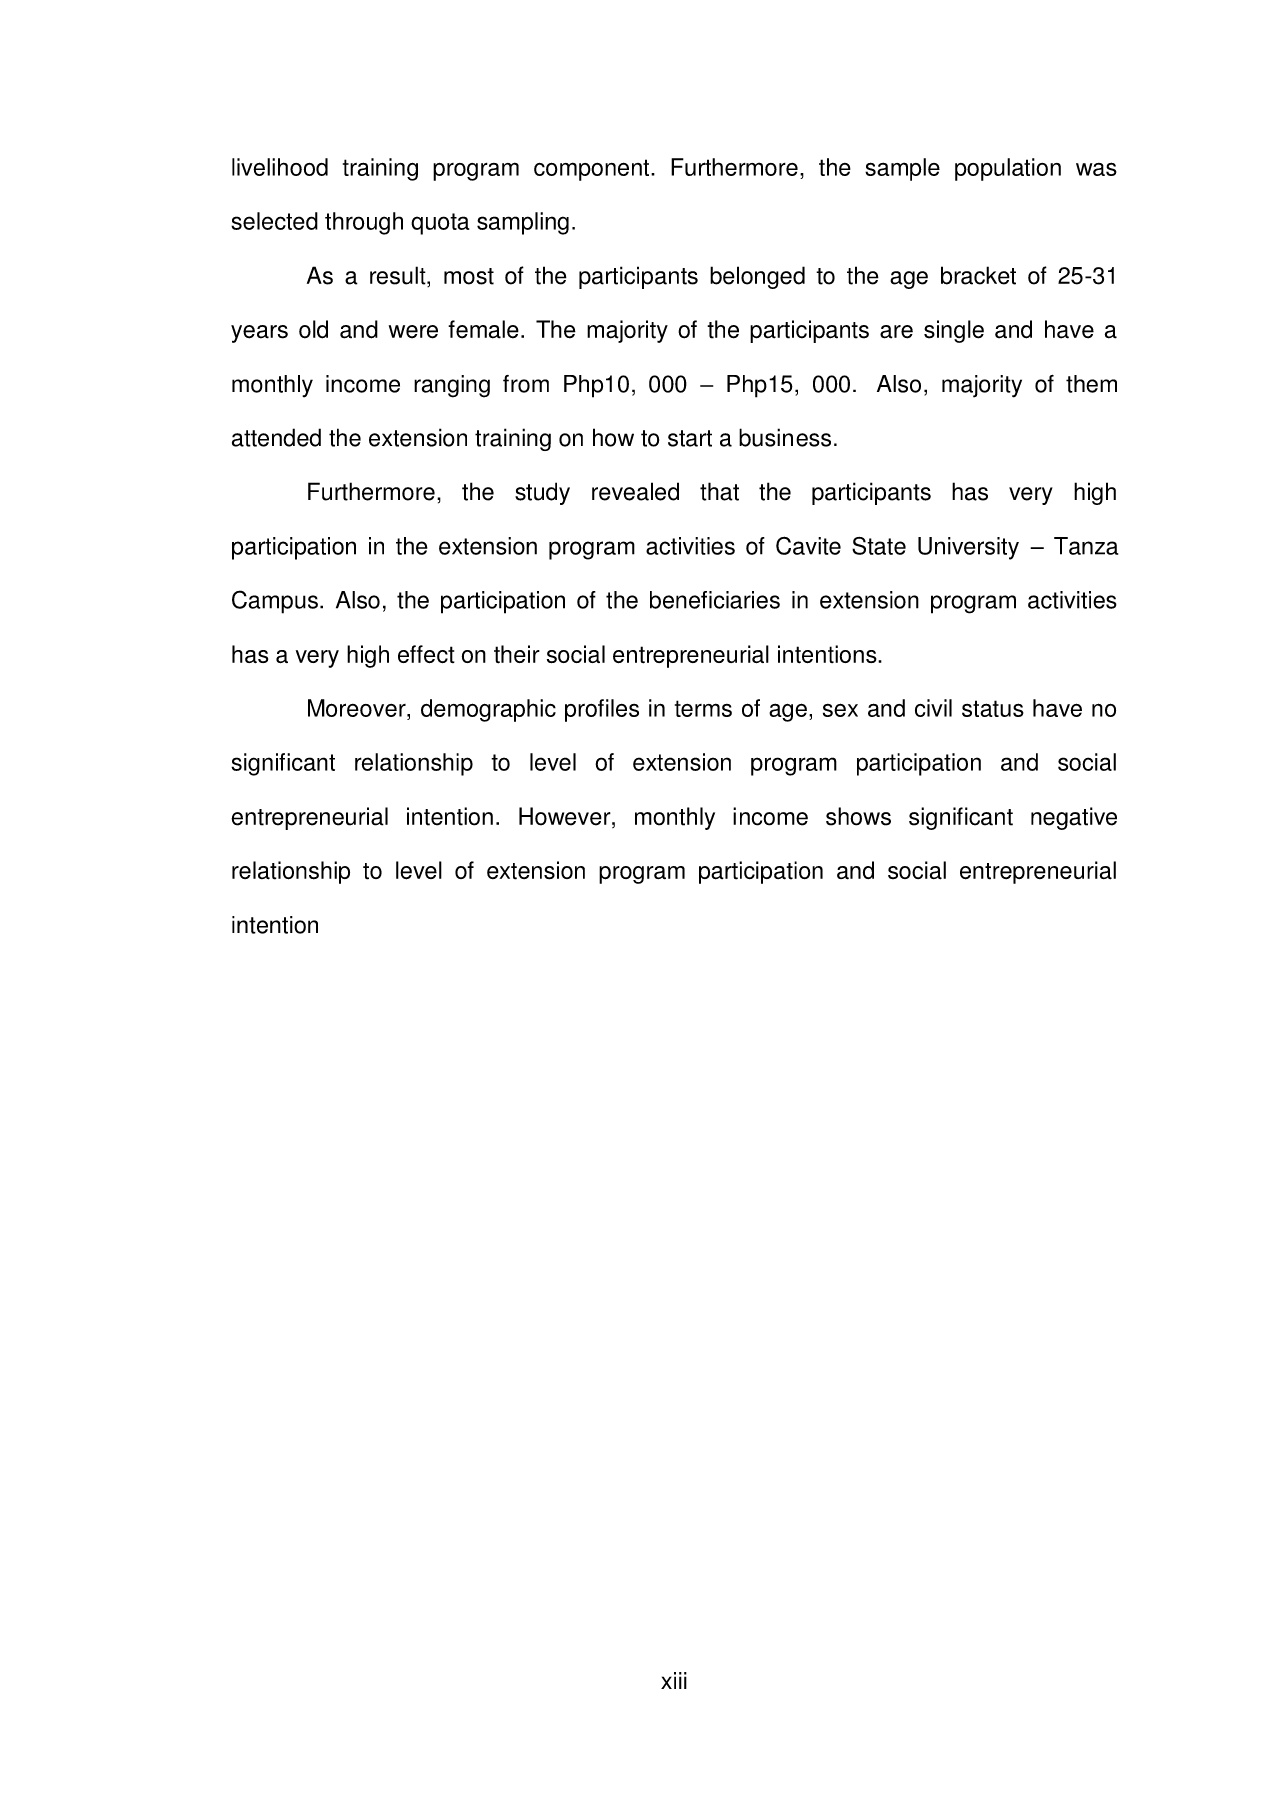 livelihood training program component. Furthermore, the sample population was
selected through quota sampling.
As a result, most of the participants belonged to the age bracket of 25-31
years old and were female. The majority of the participants are single and have a
monthly income ranging from Php10, 000 – Php15, 000.  Also, majority of them
attended the extension training on how to start a business.
Furthermore, the study revealed that the participants has very high
participation in the extension program activities of Cavite State University – Tanza
Campus. Also, the participation of the beneficiaries in extension program activities
has a very high effect on their social entrepreneurial intentions.
Moreover, demographic profiles in terms of age, sex and civil status have no
significant relationship to level of extension program participation and social
entrepreneurial intention. However, monthly income shows significant negative
relationship to level of extension program participation and social entrepreneurial
intention
xiii